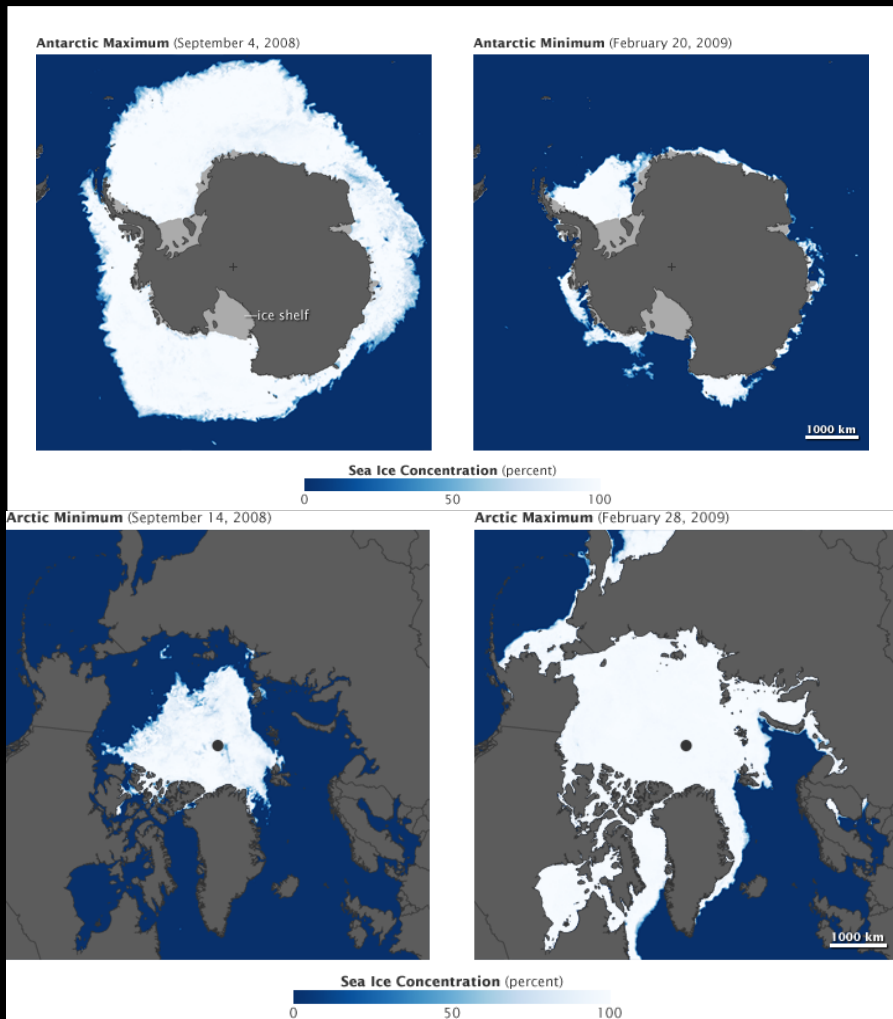 Antarctic Maximum (September 4, 2008)
Antarctic Minimum (February 20, 2009)
ice shelf
1000 km
Sea Ice Concentration (percent)
0 50 100
Arctic Minimum (September 14, 2008)
Arctic Maximum (February 28, 2009)
1000 km
Sea Ice Concentration (percent)
0 50 100